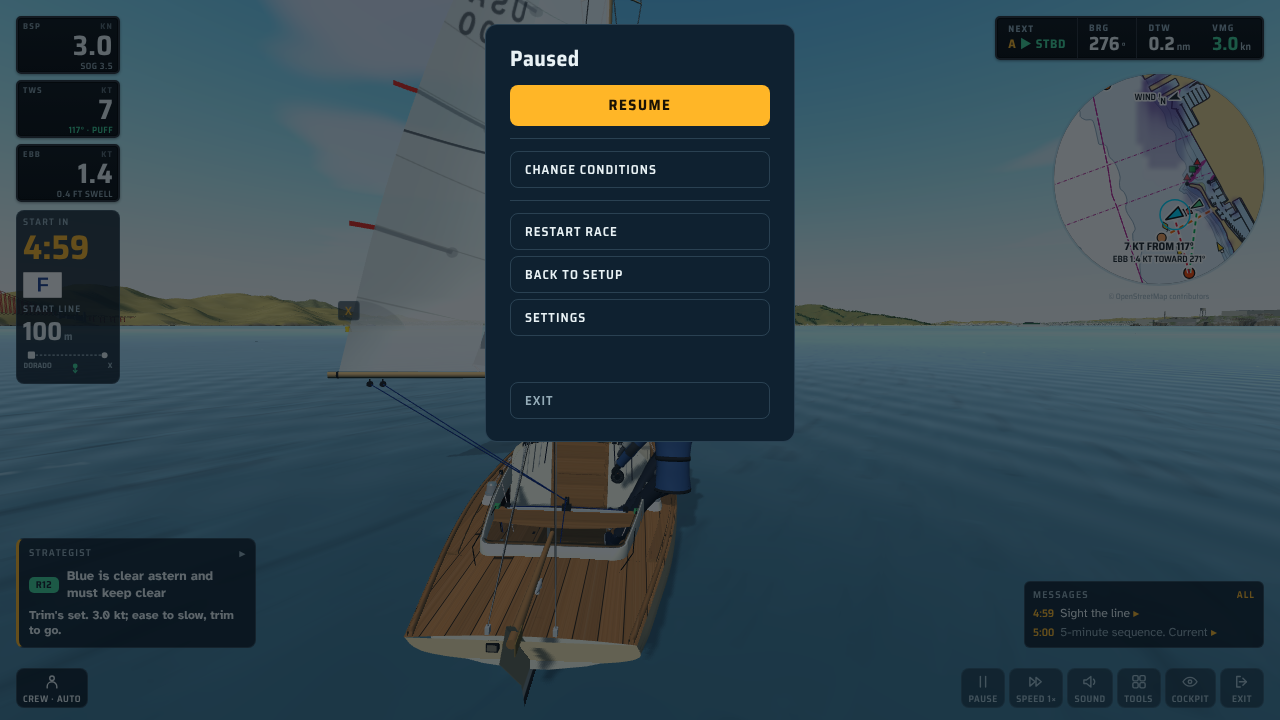 BSP KN
3.0
SOG 3.5
TWS KT
7
117° · PUFF
EBB KT
1.4
0.4 FT SWELL
START IN
4:59
F
START LINE
100 m
DORADO X
X
USA
Paused
RESUME
CHANGE CONDITIONS
RESTART RACE
BACK TO SETUP
SETTINGS
EXIT
NEXT BRG DTW VMG
A ▶ STBD 276° 0.2 nm 3.0 kn
WIND N
7 KT FROM 117°
EBB 1.4 KT TOWARD 271°
© OpenStreetMap contributors
STRATEGIST ▶
R12 Blue is clear astern and
must keep clear
Trim's set. 3.0 kt; ease to slow, trim
to go.
CREW · AUTO
MESSAGES ALL
4:59 Sight the line ▸
5:00 5-minute sequence. Current ▸
PAUSE SPEED 1× SOUND TOOLS COCKPIT EXIT